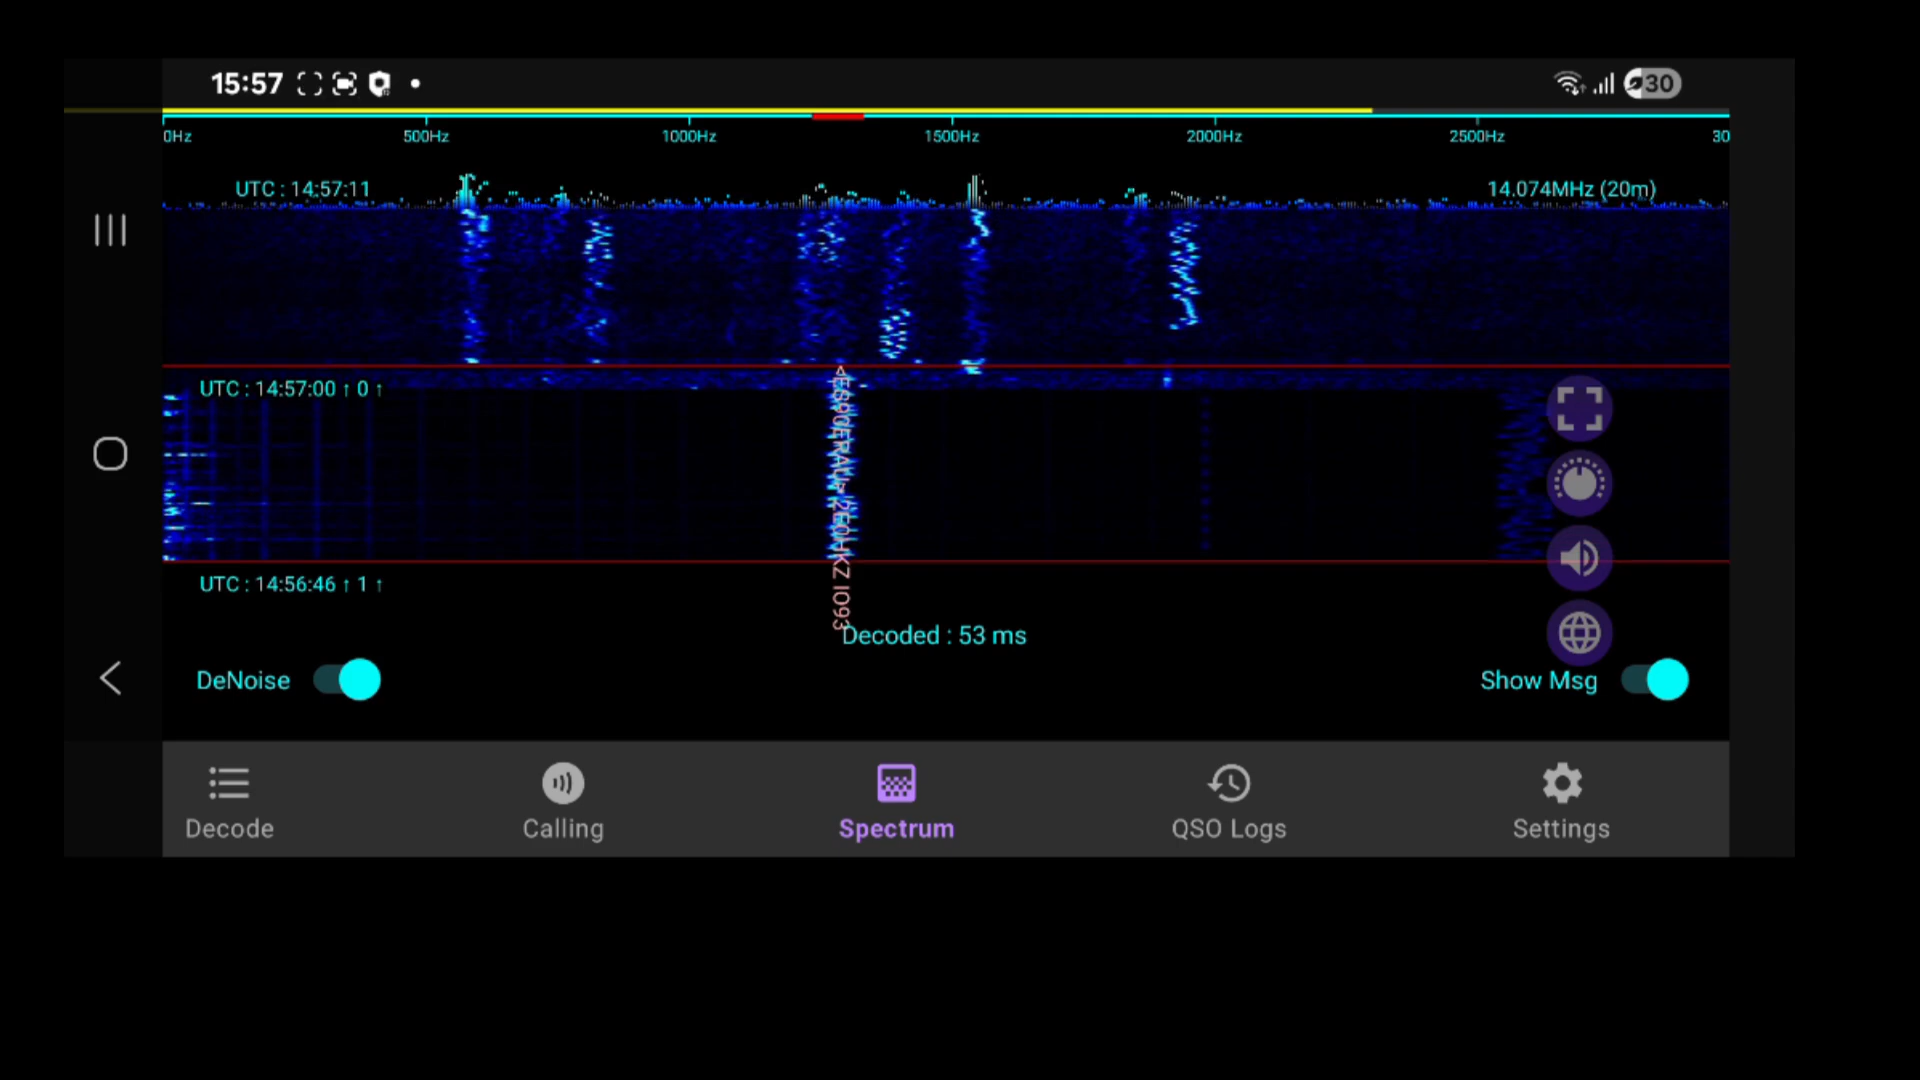 15:57
30
0Hz 500Hz 1000Hz 1500Hz 2000Hz 2500Hz 30
UTC : 14:57:11
14.074MHz (20m)
UTC : 14:57:00 ↑ 0 ↑
IO93
UTC : 14:56:46 ↑ 1 ↑
Decoded : 53 ms
DeNoise
Show Msg
Decode
Calling
Spectrum
QSO Logs
Settings